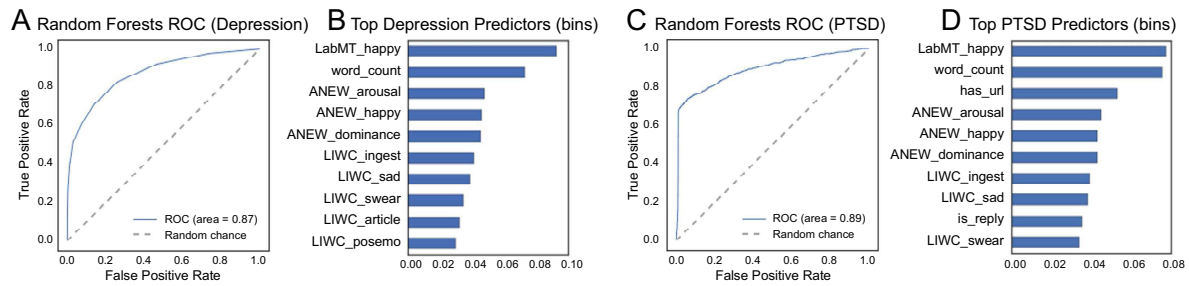 A Random Forests ROC (Depression)
True Positive Rate
1.0
0.8
0.6
0.4
0.2
0.0
ROC (area = 0.87)
Random chance
0.0 0.2 0.4 0.6 0.8 1.0
False Positive Rate
B Top Depression Predictors (bins)
LabMT_happy
word_count
ANEW_arousal
ANEW_happy
ANEW_dominance
LIWC_ingest
LIWC_sad
LIWC_swear
LIWC_article
LIWC_posemo
0.00 0.02 0.04 0.06 0.08 0.10
C Random Forests ROC (PTSD)
True Positive Rate
1.0
0.8
0.6
0.4
0.2
0.0
ROC (area = 0.89)
Random chance
0.0 0.2 0.4 0.6 0.8 1.0
False Positive Rate
D Top PTSD Predictors (bins)
LabMT_happy
word_count
has_url
ANEW_arousal
ANEW_happy
ANEW_dominance
LIWC_ingest
LIWC_sad
is_reply
LIWC_swear
0.00 0.02 0.04 0.06 0.08